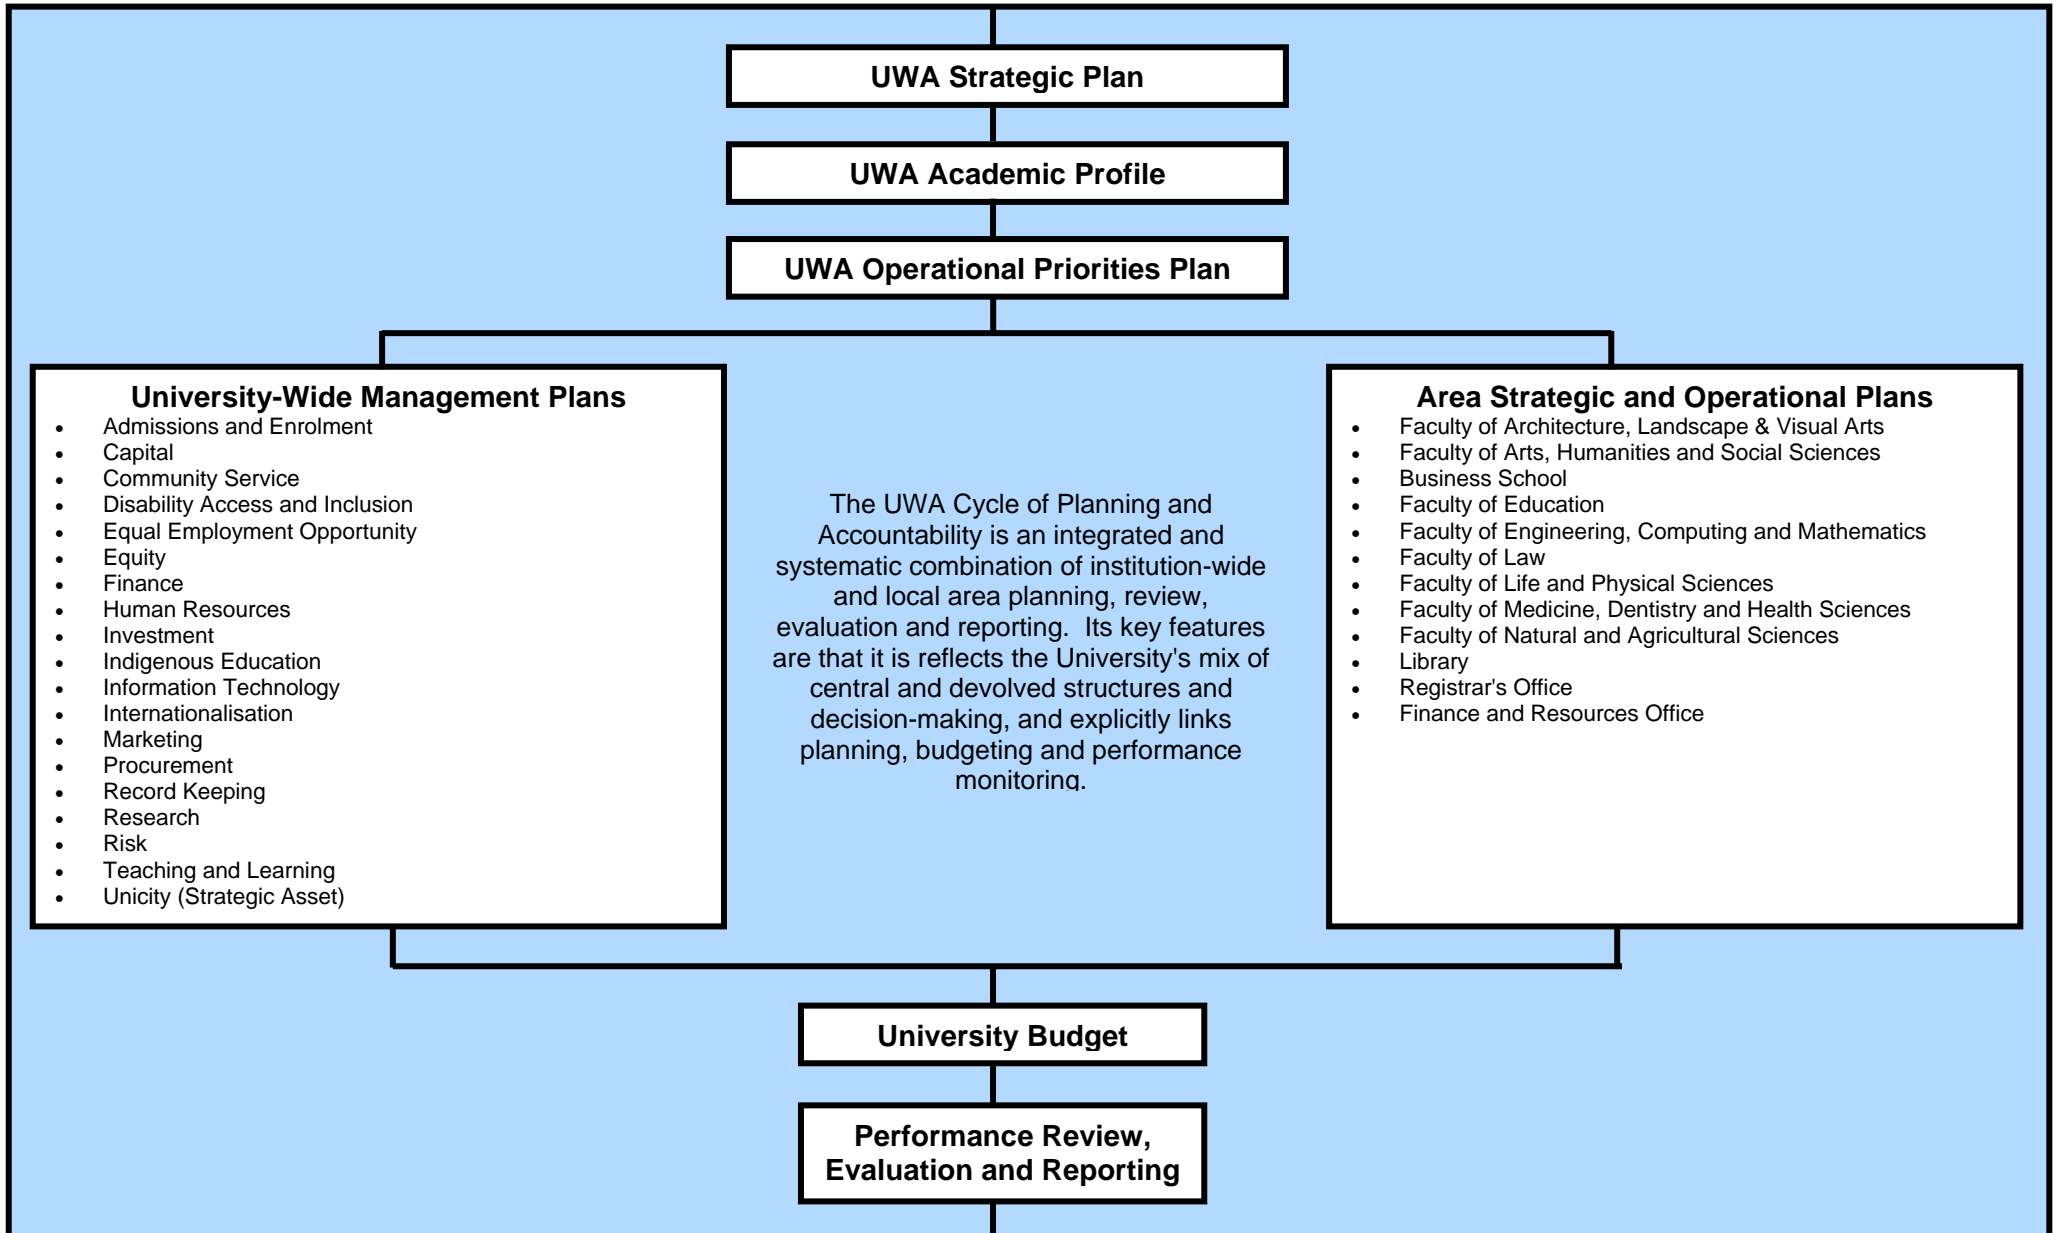 UWA Strategic Plan
UWA Academic Profile
UWA Operational Priorities Plan
University-Wide Management Plans
• Admissions and Enrolment
• Capital
• Community Service
• Disability Access and Inclusion
• Equal Employment Opportunity
• Equity
• Finance
• Human Resources
• Investment
• Indigenous Education
• Information Technology
• Internationalisation
• Marketing
• Procurement
• Record Keeping
• Research
• Risk
• Teaching and Learning
• Unicity (Strategic Asset)
The UWA Cycle of Planning and
Accountability is an integrated and
systematic combination of institution-wide
and local area planning, review,
evaluation and reporting.  Its key features
are that it is reflects the University's mix of
central and devolved structures and
decision-making, and explicitly links
planning, budgeting and performance
monitoring.
Area Strategic and Operational Plans
• Faculty of Architecture, Landscape & Visual Arts
• Faculty of Arts, Humanities and Social Sciences
• Business School
• Faculty of Education
• Faculty of Engineering, Computing and Mathematics
• Faculty of Law
• Faculty of Life and Physical Sciences
• Faculty of Medicine, Dentistry and Health Sciences
• Faculty of Natural and Agricultural Sciences
• Library
• Registrar's Office
• Finance and Resources Office
University Budget
Performance Review,
Evaluation and Reporting